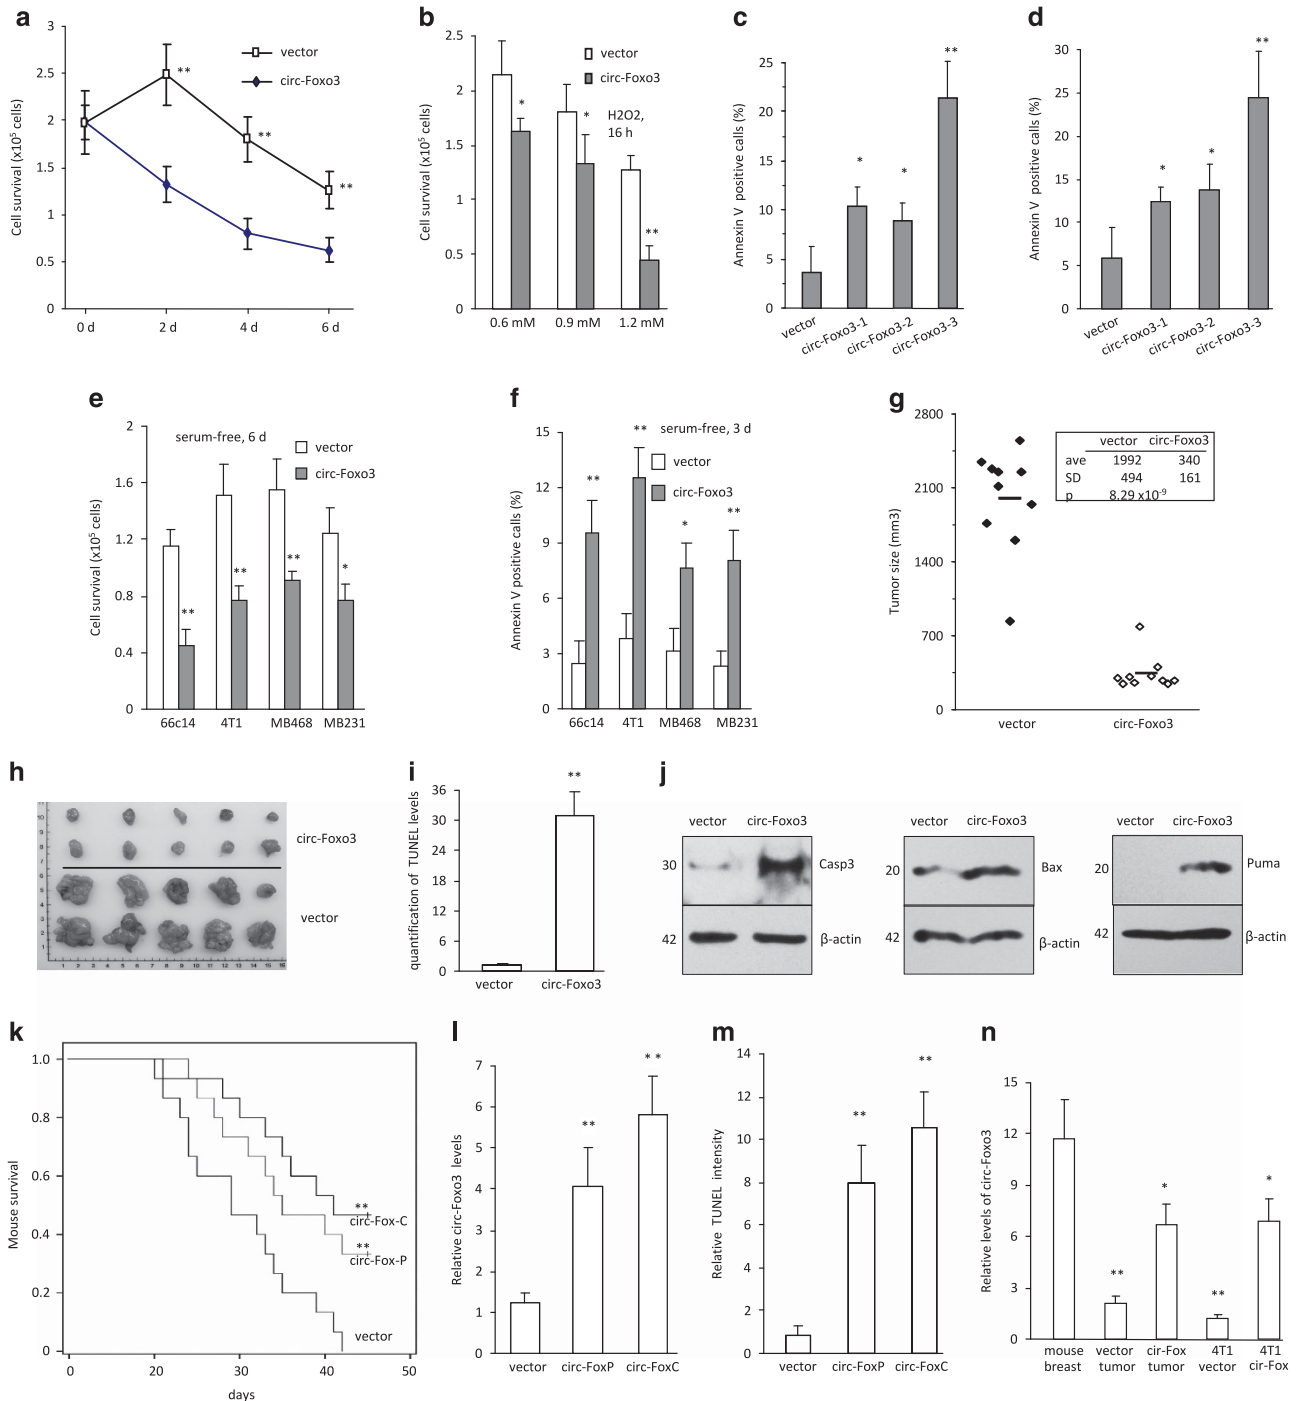 a
3
2.5
2
1.5
1
0.5
0
Cell survival (x10⁵ cells)
vector
circ-Foxo3
**
**
**
0 d
2 d
4 d
6 d
b
2.5
2
1.5
1
0.5
0
Cell survival (x10⁵ cells)
vector
circ-Foxo3
H2O2,
16 h
*
*
**
0.6 mM
0.9 mM
1.2 mM
c
25
20
15
10
5
0
Annexin V positive calls (%)
*
*
**
vector
circ-Foxo3-1
circ-Foxo3-2
circ-Foxo3-3
d
30
25
20
15
10
5
0
Annexin V positive calls (%)
*
*
**
vector
circ-Foxo3-1
circ-Foxo3-2
circ-Foxo3-3
e
2
1.6
1.2
0.8
0.4
0
Cell survival (x10⁵ cells)
serum-free, 6 d
vector
circ-Foxo3
**
**
**
*
66c14
4T1
MB468
MB231
f
15
12
9
6
3
0
Annexin V positive calls (%)
serum-free, 3 d
vector
circ-Foxo3
**
**
*
**
66c14
4T1
MB468
MB231
g
2800
2100
1400
700
0
Tumor size (mm3)
vector circ-Foxo3
ave 1992 340
SD 494 161
p 8.29 x10⁻⁹
vector
circ-Foxo3
h
circ-Foxo3
vector
i
36
30
24
18
12
6
0
quantification of TUNEL levels
**
vector
circ-Foxo3
j
vector circ-Foxo3
30
Casp3
42
β-actin
vector circ-Foxo3
20
Bax
42
β-actin
vector circ-Foxo3
20
Puma
42
β-actin
k
1.0
0.8
0.6
0.4
0.2
0
Mouse survival
**
circ-Fox-C
**
circ-Fox-P
vector
0
20
30
40
50
days
l
7
6
5
4
3
2
1
0
Relative circ-Foxo3 levels
**
**
vector
circ-FoxP
circ-FoxC
m
14
12
10
8
6
4
2
0
Relative TUNEL intensity
**
**
vector
circ-FoxP
circ-FoxC
n
15
12
9
6
3
0
Relative levels of circ-Foxo3
**
*
**
*
mouse
breast
vector
tumor
cir-Fox
tumor
4T1
vector
4T1
cir-Fox